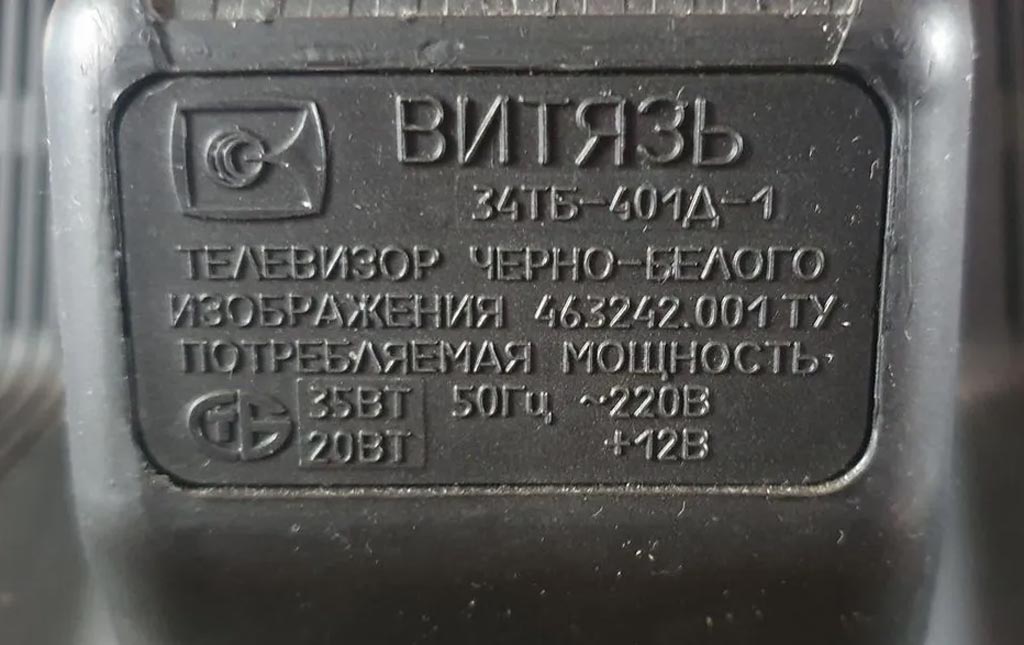 ВИТЯЗЬ
34ТБ-401Д-1
ТЕЛЕВИЗОР ЧЕРНО-БЕЛОГО
ИЗОБРАЖЕНИЯ 463242.001 ТУ.
ПОТРЕБЛЯЕМАЯ МОЩНОСТЬ
35ВТ 50Гц ~220В
20ВТ +12В